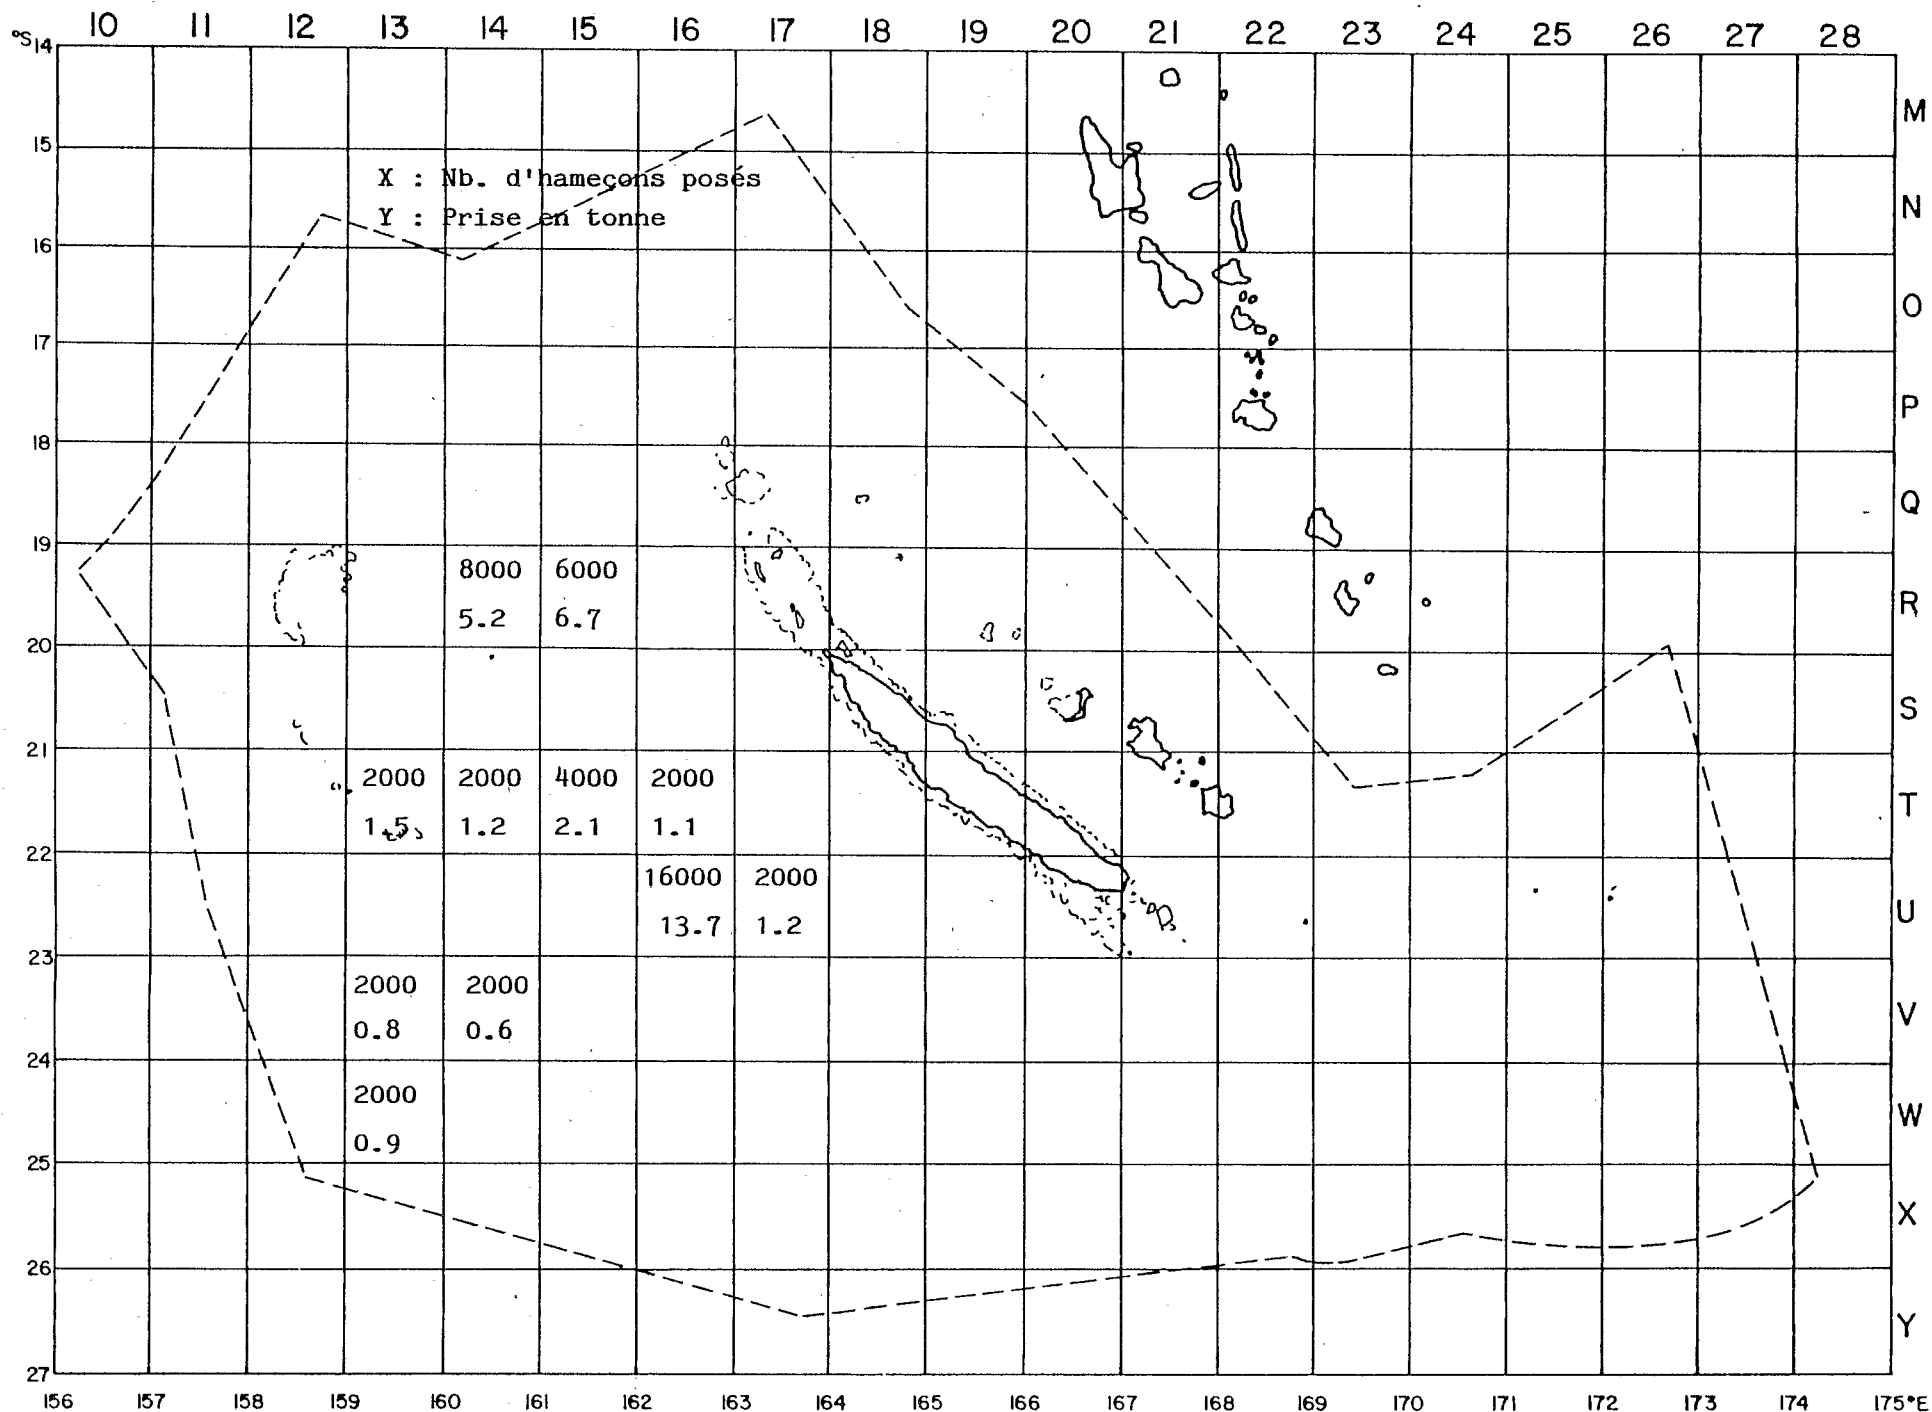 10 11 12 13 14 15 16 17 18 19 20 21 22 23 24 25 26 27 28
°S 14
M
15
X : Nb. d'hameçons posés
N
Y : Prise en tonne
16
O
17
P
18
Q
19
8000 6000
R
5.2 6.7
20
S
21
2000 2000 4000 2000
T
1.5 1.2 2.1 1.1
22
16000 2000
U
13.7 1.2
23
2000 2000
V
0.8 0.6
24
2000
W
0.9
25
X
26
Y
27
156 157 158 159 160 161 162 163 164 165 166 167 168 169 170 171 172 173 174 175°E